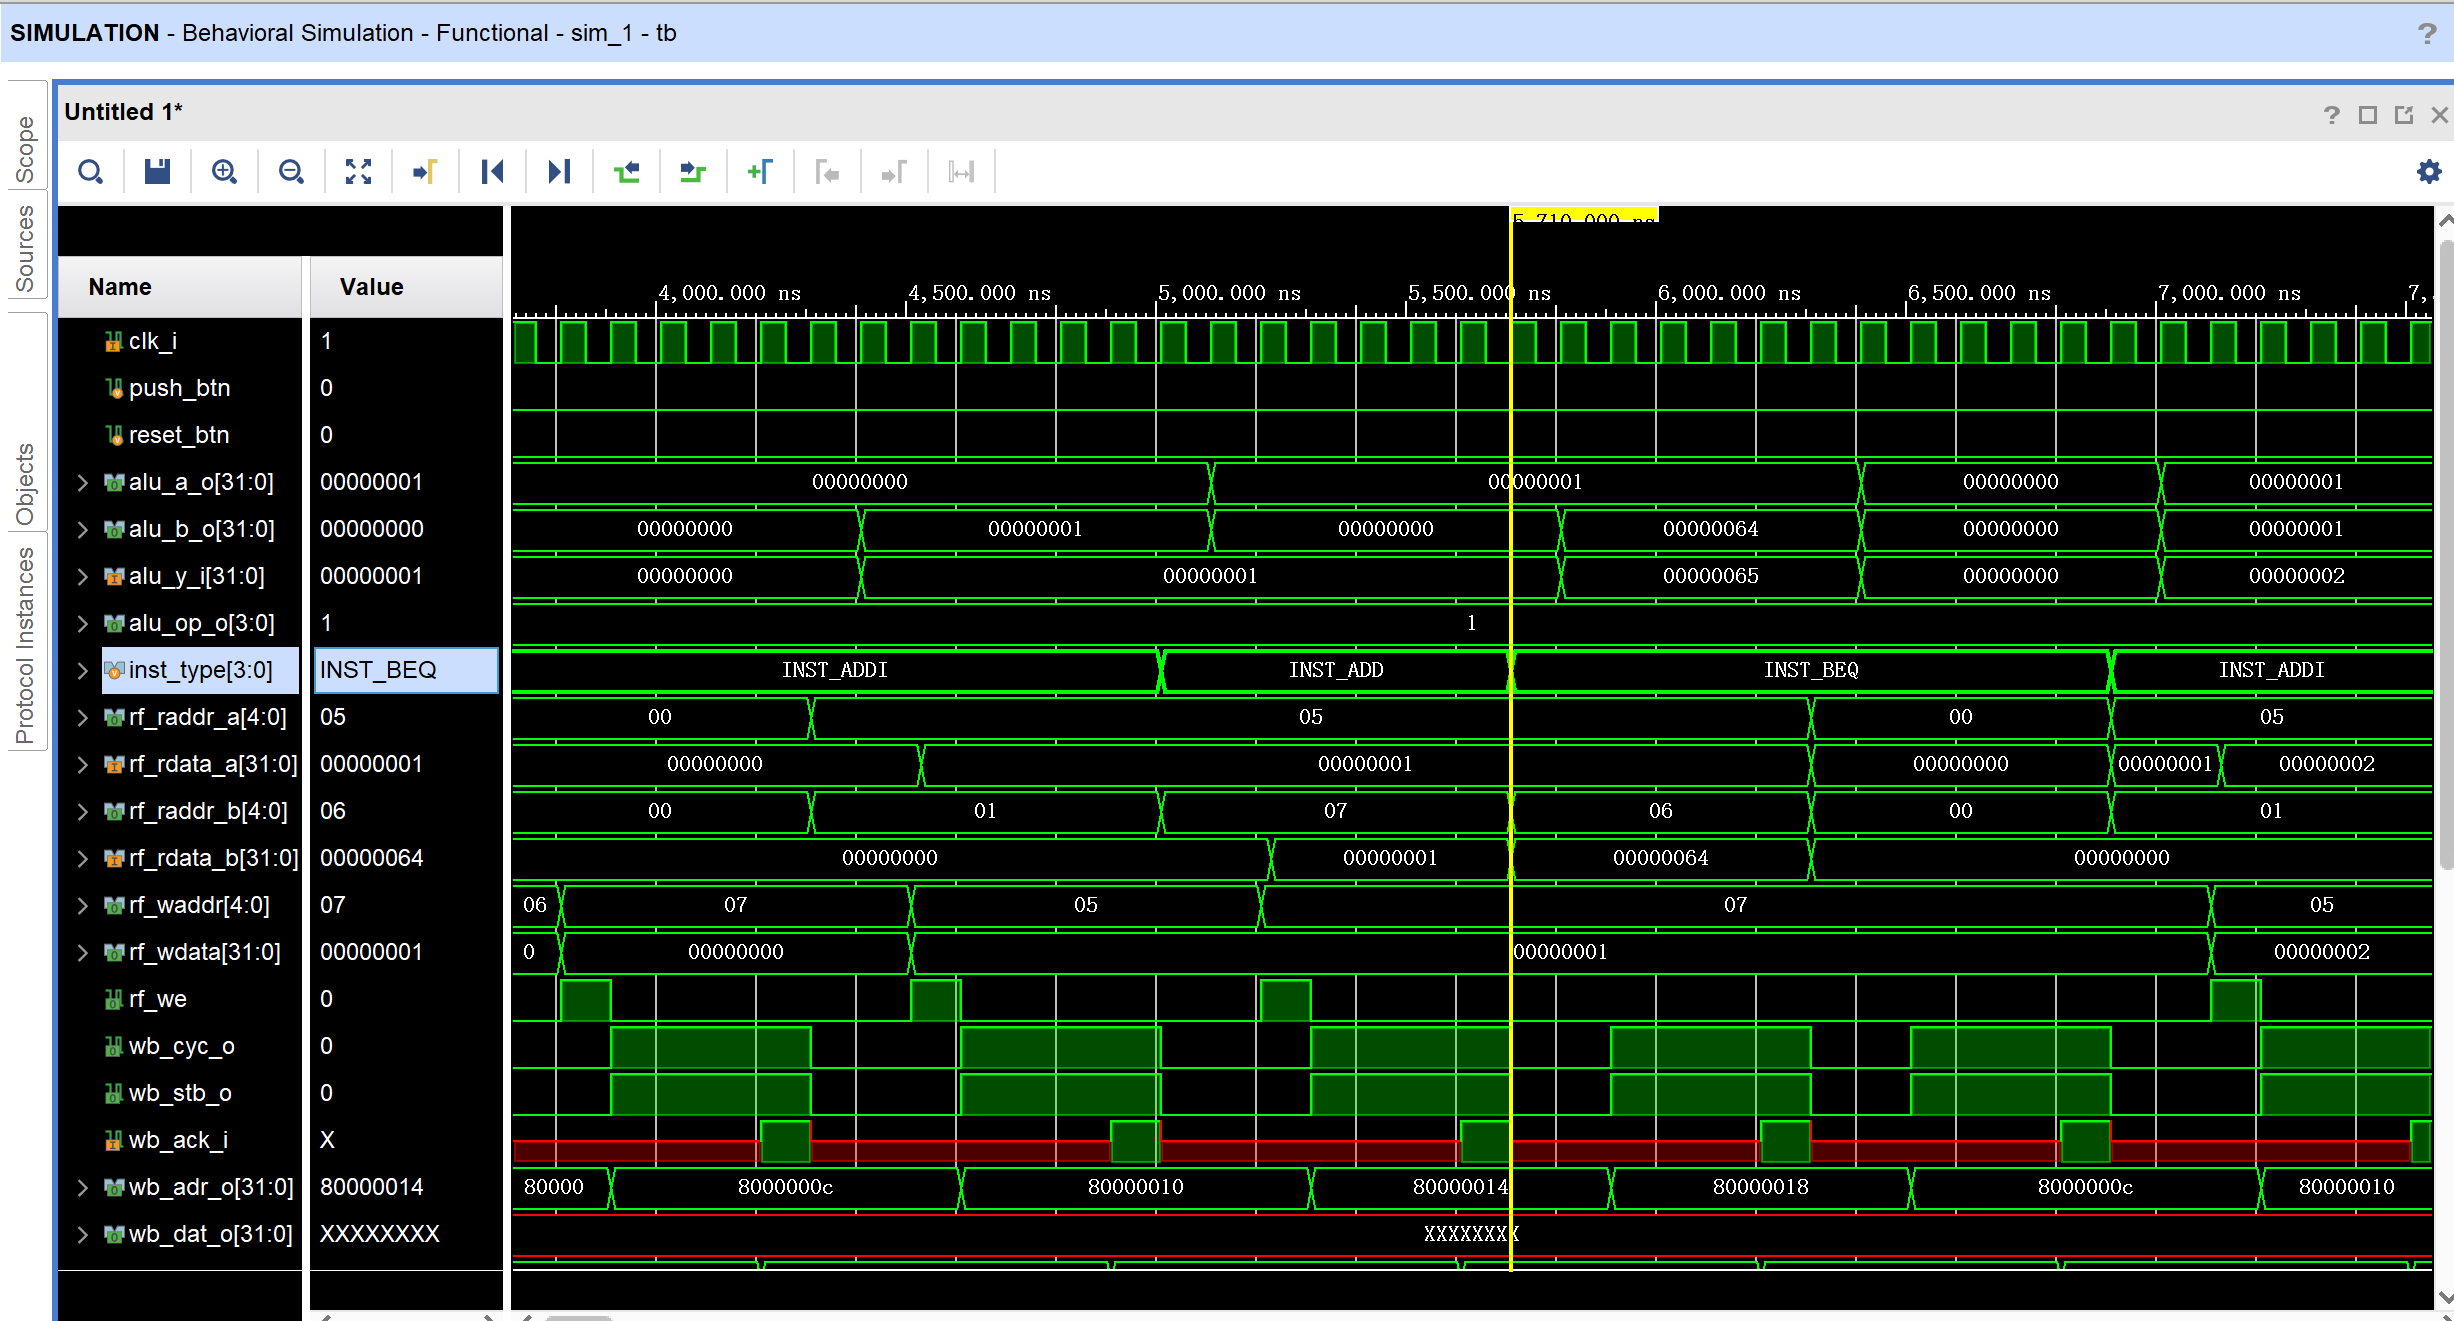 SIMULATION - Behavioral Simulation - Functional - sim_1 - tb
?
Scope
Sources
Objects
Protocol Instances
Untitled 1*
?
5,710.000 ns
Name Value
4,000.000 ns 4,500.000 ns 5,000.000 ns 5,500.000 ns 6,000.000 ns 6,500.000 ns 7,000.000 ns 7,
clk_i 1
push_btn 0
reset_btn 0
alu_a_o[31:0] 00000001 00000000 00000001 00000000 00000001
alu_b_o[31:0] 00000000 00000000 00000001 00000000 00000064 00000000 00000001
alu_y_i[31:0] 00000001 00000000 00000001 00000065 00000000 00000002
alu_op_o[3:0] 1 1
inst_type[3:0] INST_BEQ INST_ADDI INST_ADD INST_BEQ INST_ADDI
rf_raddr_a[4:0] 05 00 05 00 05
rf_rdata_a[31:0] 00000001 00000000 00000001 00000000 00000001 00000002
rf_raddr_b[4:0] 06 00 01 07 06 00 01
rf_rdata_b[31:0] 00000064 00000000 00000001 00000064 00000000
rf_waddr[4:0] 07 06 07 05 07 05
rf_wdata[31:0] 00000001 0 00000000 00000001 00000002
rf_we 0
wb_cyc_o 0
wb_stb_o 0
wb_ack_i X
wb_adr_o[31:0] 80000014 80000 8000000c 80000010 80000014 80000018 8000000c 80000010
wb_dat_o[31:0] XXXXXXXX XXXXXXXX